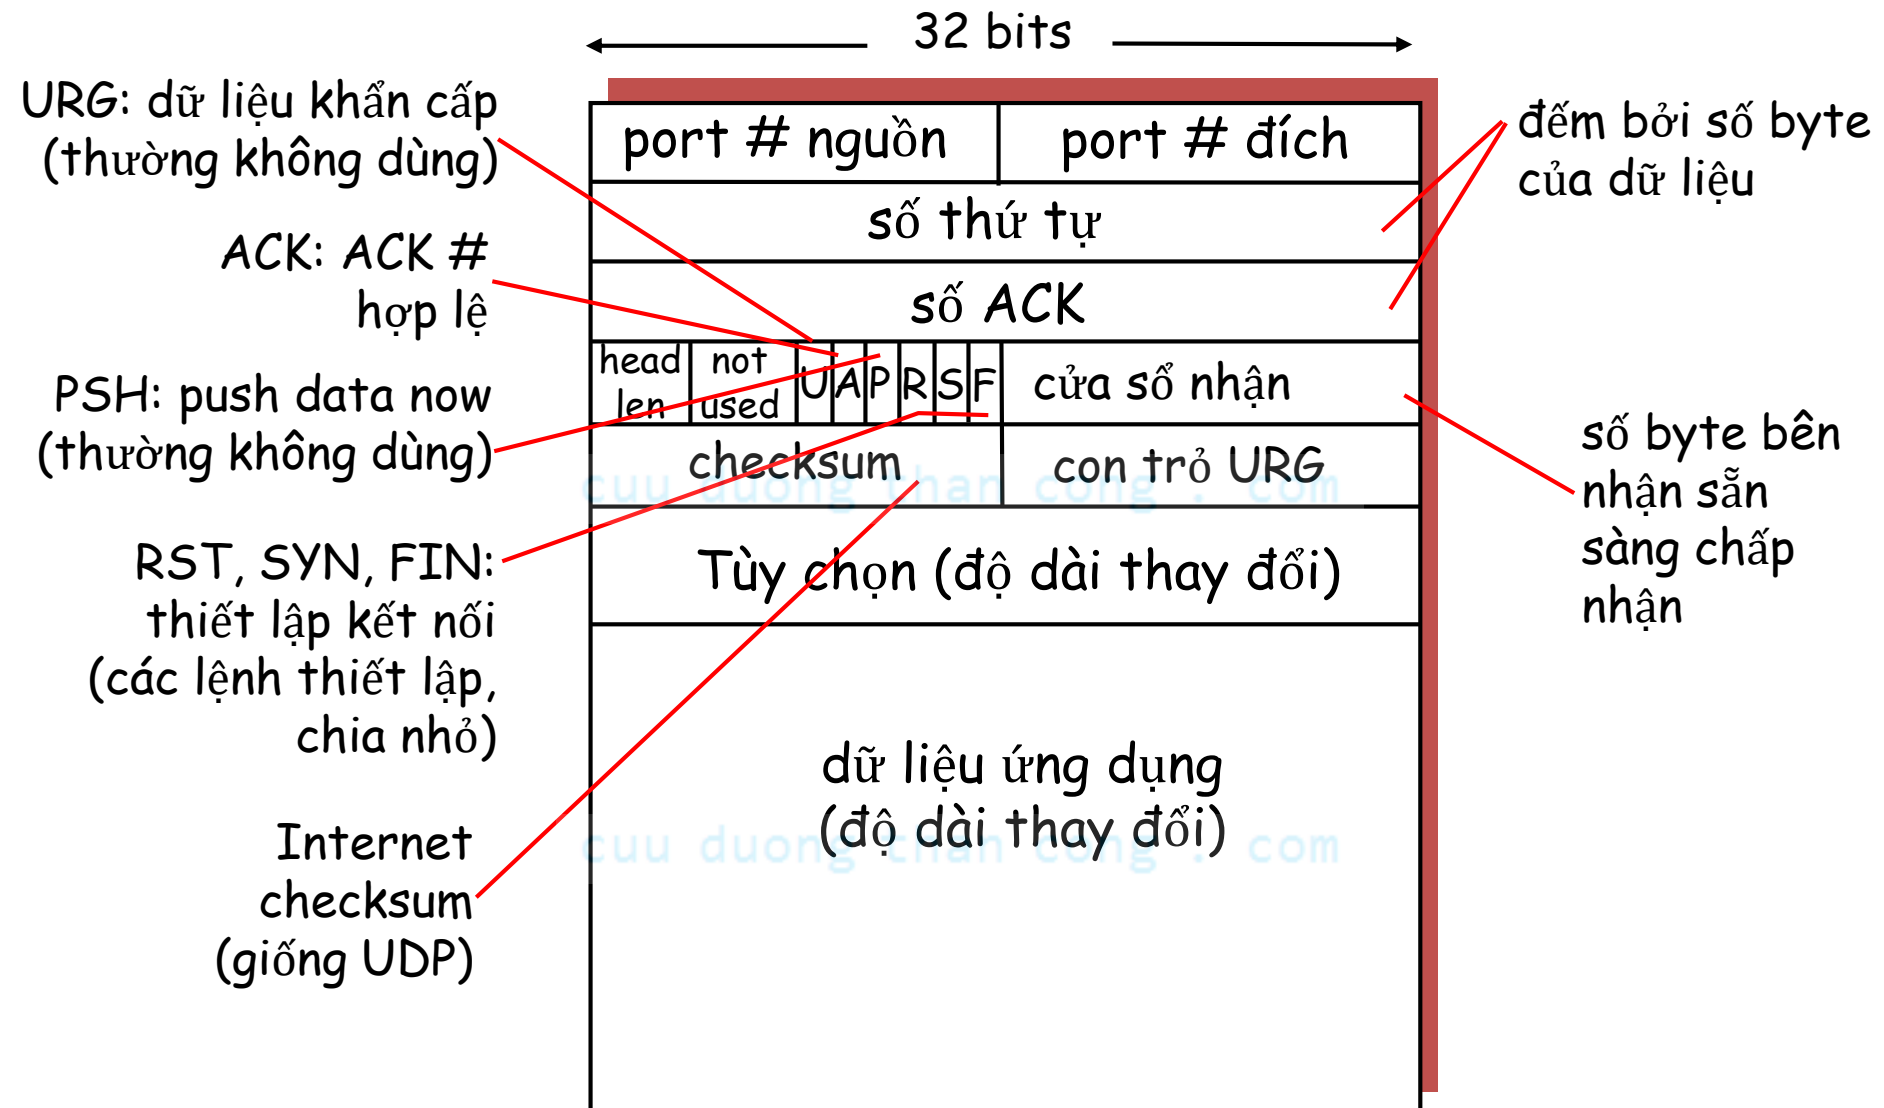 32 bits
URG: dữ liệu khẩn cấp
(thường không dùng)
ACK: ACK #
hợp lệ
PSH: push data now
(thường không dùng)
RST, SYN, FIN:
thiết lập kết nối
(các lệnh thiết lập,
chia nhỏ)
Internet
checksum
(giống UDP)
port # nguồn
port # đích
số thứ tự
số ACK
head
len
not
used
U
A
P
R
S
F
cửa sổ nhận
checksum
con trỏ URG
cuu duong than cong . com
Tùy chọn (độ dài thay đổi)
dữ liệu ứng dụng
(độ dài thay đổi)
cuu duong than cong . com
đếm bởi số byte
của dữ liệu
số byte bên
nhận sẵn
sàng chấp
nhận